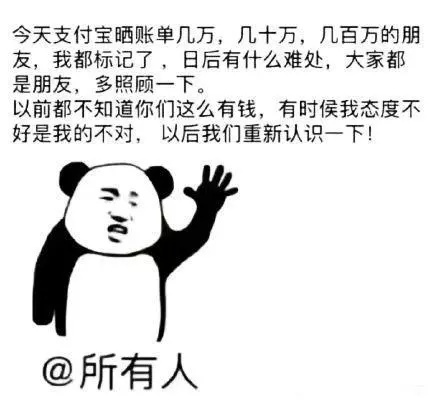 今天支付宝晒账单几万，几十万，几百万的朋
友，我都标记了，日后有什么难处，大家都
是朋友，多照顾一下。
以前都不知道你们这么有钱，有时侯我态度不
好是我的不对，以后我们重新认识一下！
@所有人